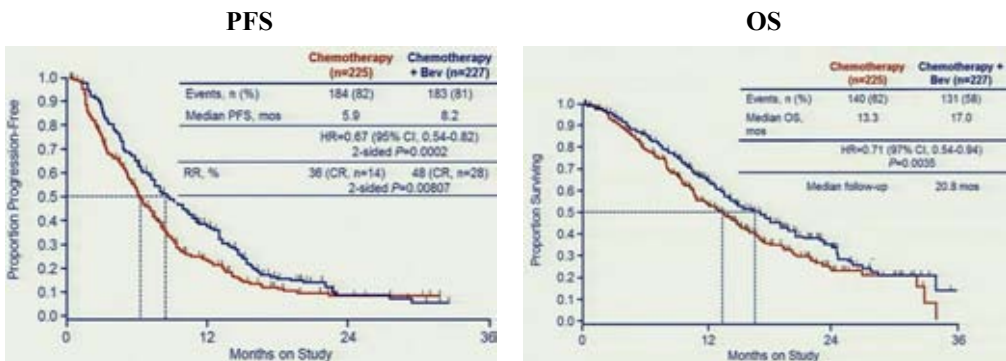 PFS
OS
Chemotherapy (n=225) Chemotherapy + Bev (n=227)
Events, n (%) 184 (82) 183 (81)
Median PFS, mos 5.9 8.2
HR=0.67 (95% CI, 0.54-0.82)
2-sided P=0.0002
RR, % 36 (CR, n=14) 48 (CR, n=28)
2-sided P=0.00807
Proportion Progression-Free
1.0
0.9
0.8
0.7
0.6
0.5
0.4
0.3
0.2
0.1
0.0
0 12 24 36
Months on Study
Chemotherapy (n=225) Chemotherapy + Bev (n=227)
Events, n (%) 140 (62) 131 (58)
Median OS, mos 13.3 17.0
HR=0.71 (97% CI, 0.54-0.94)
P=0.0035
Median follow-up 20.8 mos
Proportion Surviving
1.0
0.9
0.8
0.7
0.6
0.5
0.4
0.3
0.2
0.1
0.0
0 12 24 36
Months on Study